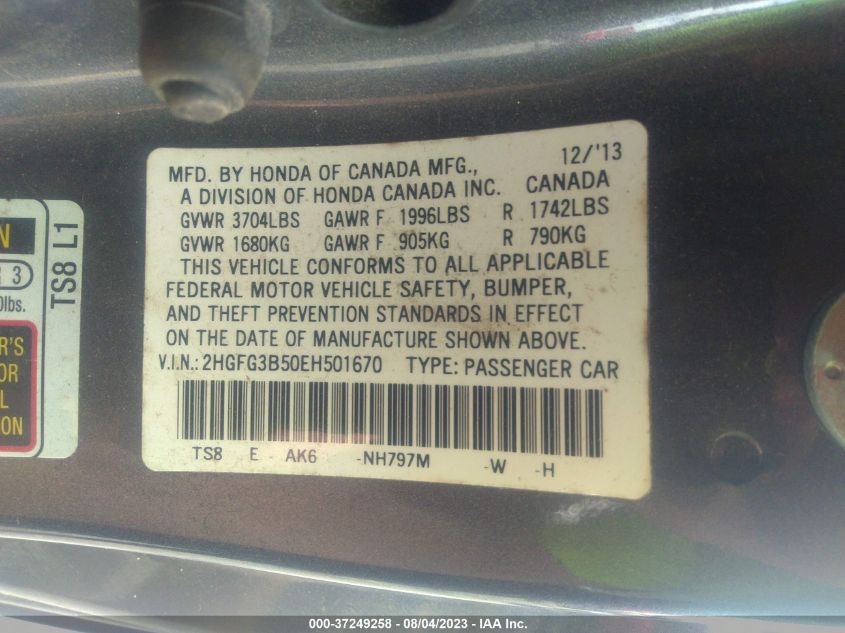 MFD. BY HONDA OF CANADA MFG., 12/'13
A DIVISION OF HONDA CANADA INC. CANADA
GVWR 3704LBS GAWR F 1996LBS R 1742LBS
GVWR 1680KG GAWR F 905KG R 790KG
THIS VEHICLE CONFORMS TO ALL APPLICABLE
FEDERAL MOTOR VEHICLE SAFETY, BUMPER,
AND THEFT PREVENTION STANDARDS IN EFFECT
ON THE DATE OF MANUFACTURE SHOWN ABOVE.
V.I.N.: 2HGFG3B50EH501670 TYPE: PASSENGER CAR
TS8 E - AK6 -NH797M -W -H
TS8 L1
3
lbs.
000-37249258 - 08/04/2023 - IAA Inc.